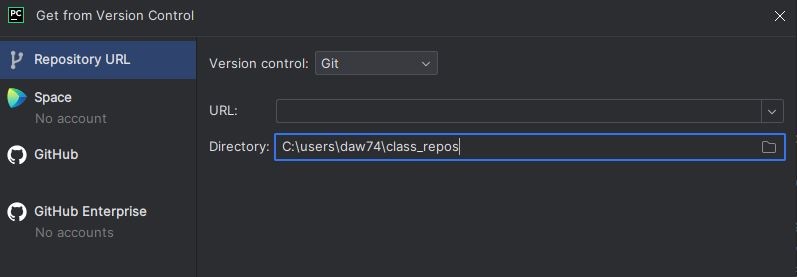 PC Get from Version Control
Repository URL
Space
No account
GitHub
GitHub Enterprise
No accounts
Version control: Git
URL:
Directory: C:\users\daw74\class_repos